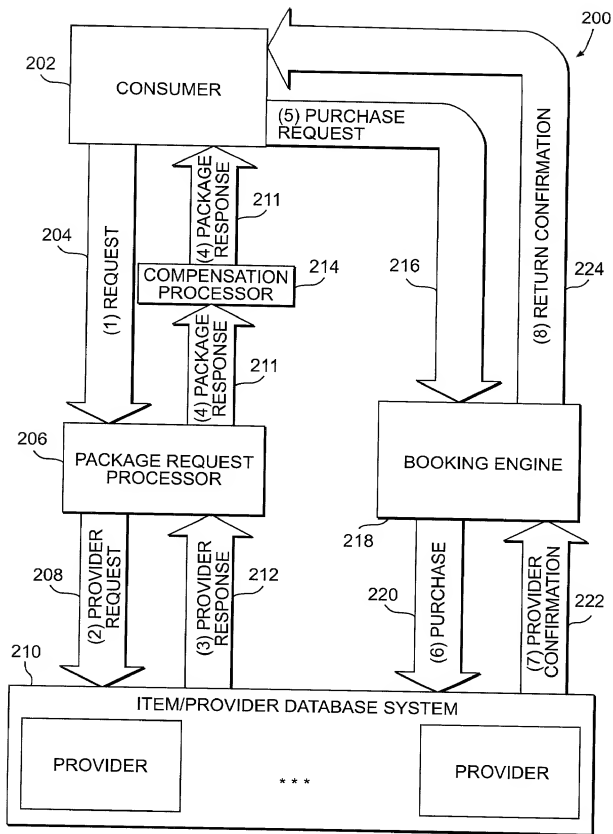 200
202
CONSUMER
(5) PURCHASE
REQUEST
204
(1) REQUEST
(4) PACKAGE
RESPONSE
211
COMPENSATION
PROCESSOR
214
216
(8) RETURN CONFIRMATION
224
(4) PACKAGE
RESPONSE
211
206
PACKAGE REQUEST
PROCESSOR
BOOKING ENGINE
218
208
(2) PROVIDER
REQUEST
(3) PROVIDER
RESPONSE
212
220
(6) PURCHASE
(7) PROVIDER
CONFIRMATION
222
210
ITEM/PROVIDER DATABASE SYSTEM
PROVIDER
* * *
PROVIDER